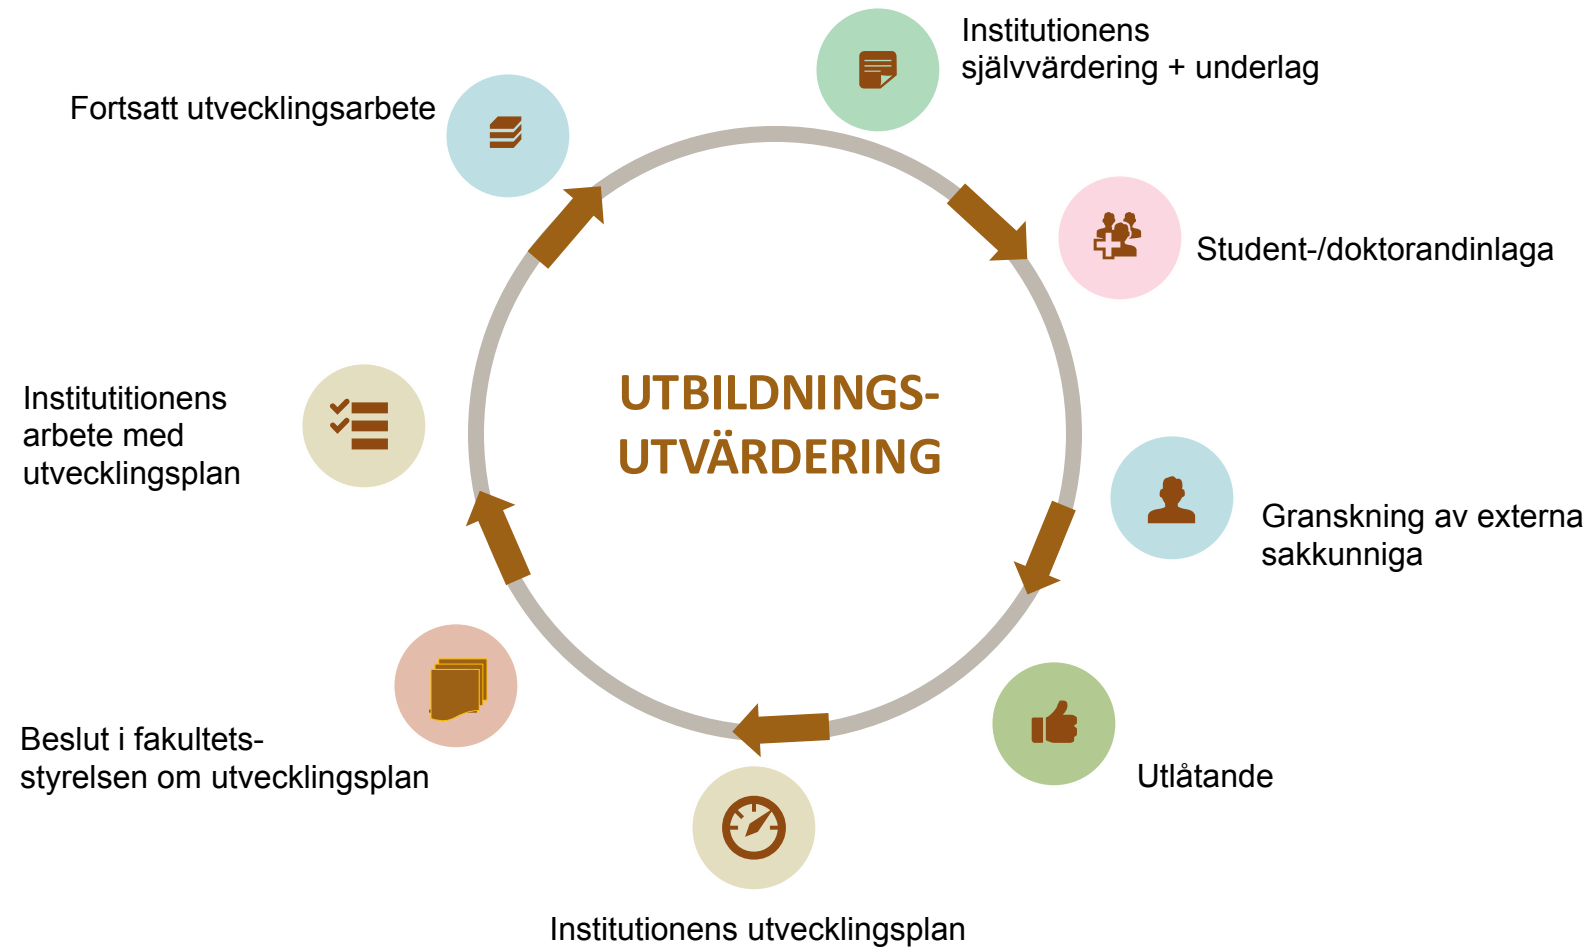 Institutionens
självvärdering + underlag
Student-/doktorandinlaga
Granskning av externa
sakkunniga
Utlåtande
Institutionens utvecklingsplan
Beslut i fakultets-
styrelsen om utvecklingsplan
Institutitionens
arbete med
utvecklingsplan
Fortsatt utvecklingsarbete
UTBILDNINGS-
UTVÄRDERING